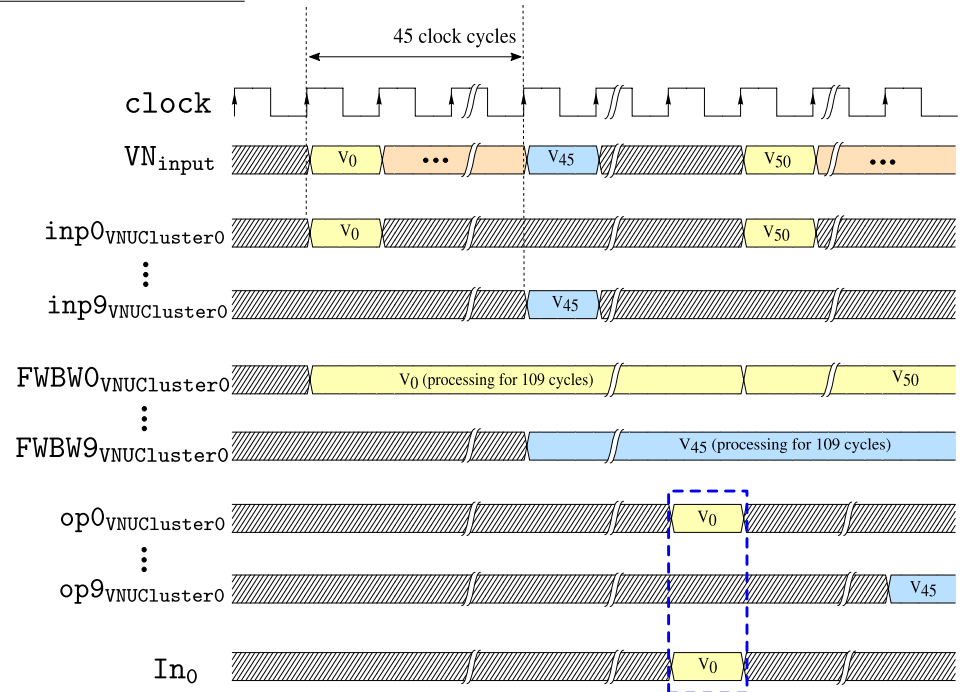 45 clock cycles
clock
VNinput V0 ... V45 V50 ...
inp0VNUCluster0 V0 V50
inp9VNUCluster0 V45
FWBW0VNUCluster0 V0 (processing for 109 cycles) V50
FWBW9VNUCluster0 V45 (processing for 109 cycles)
op0VNUCluster0 V0
op9VNUCluster0 V45
In0 V0